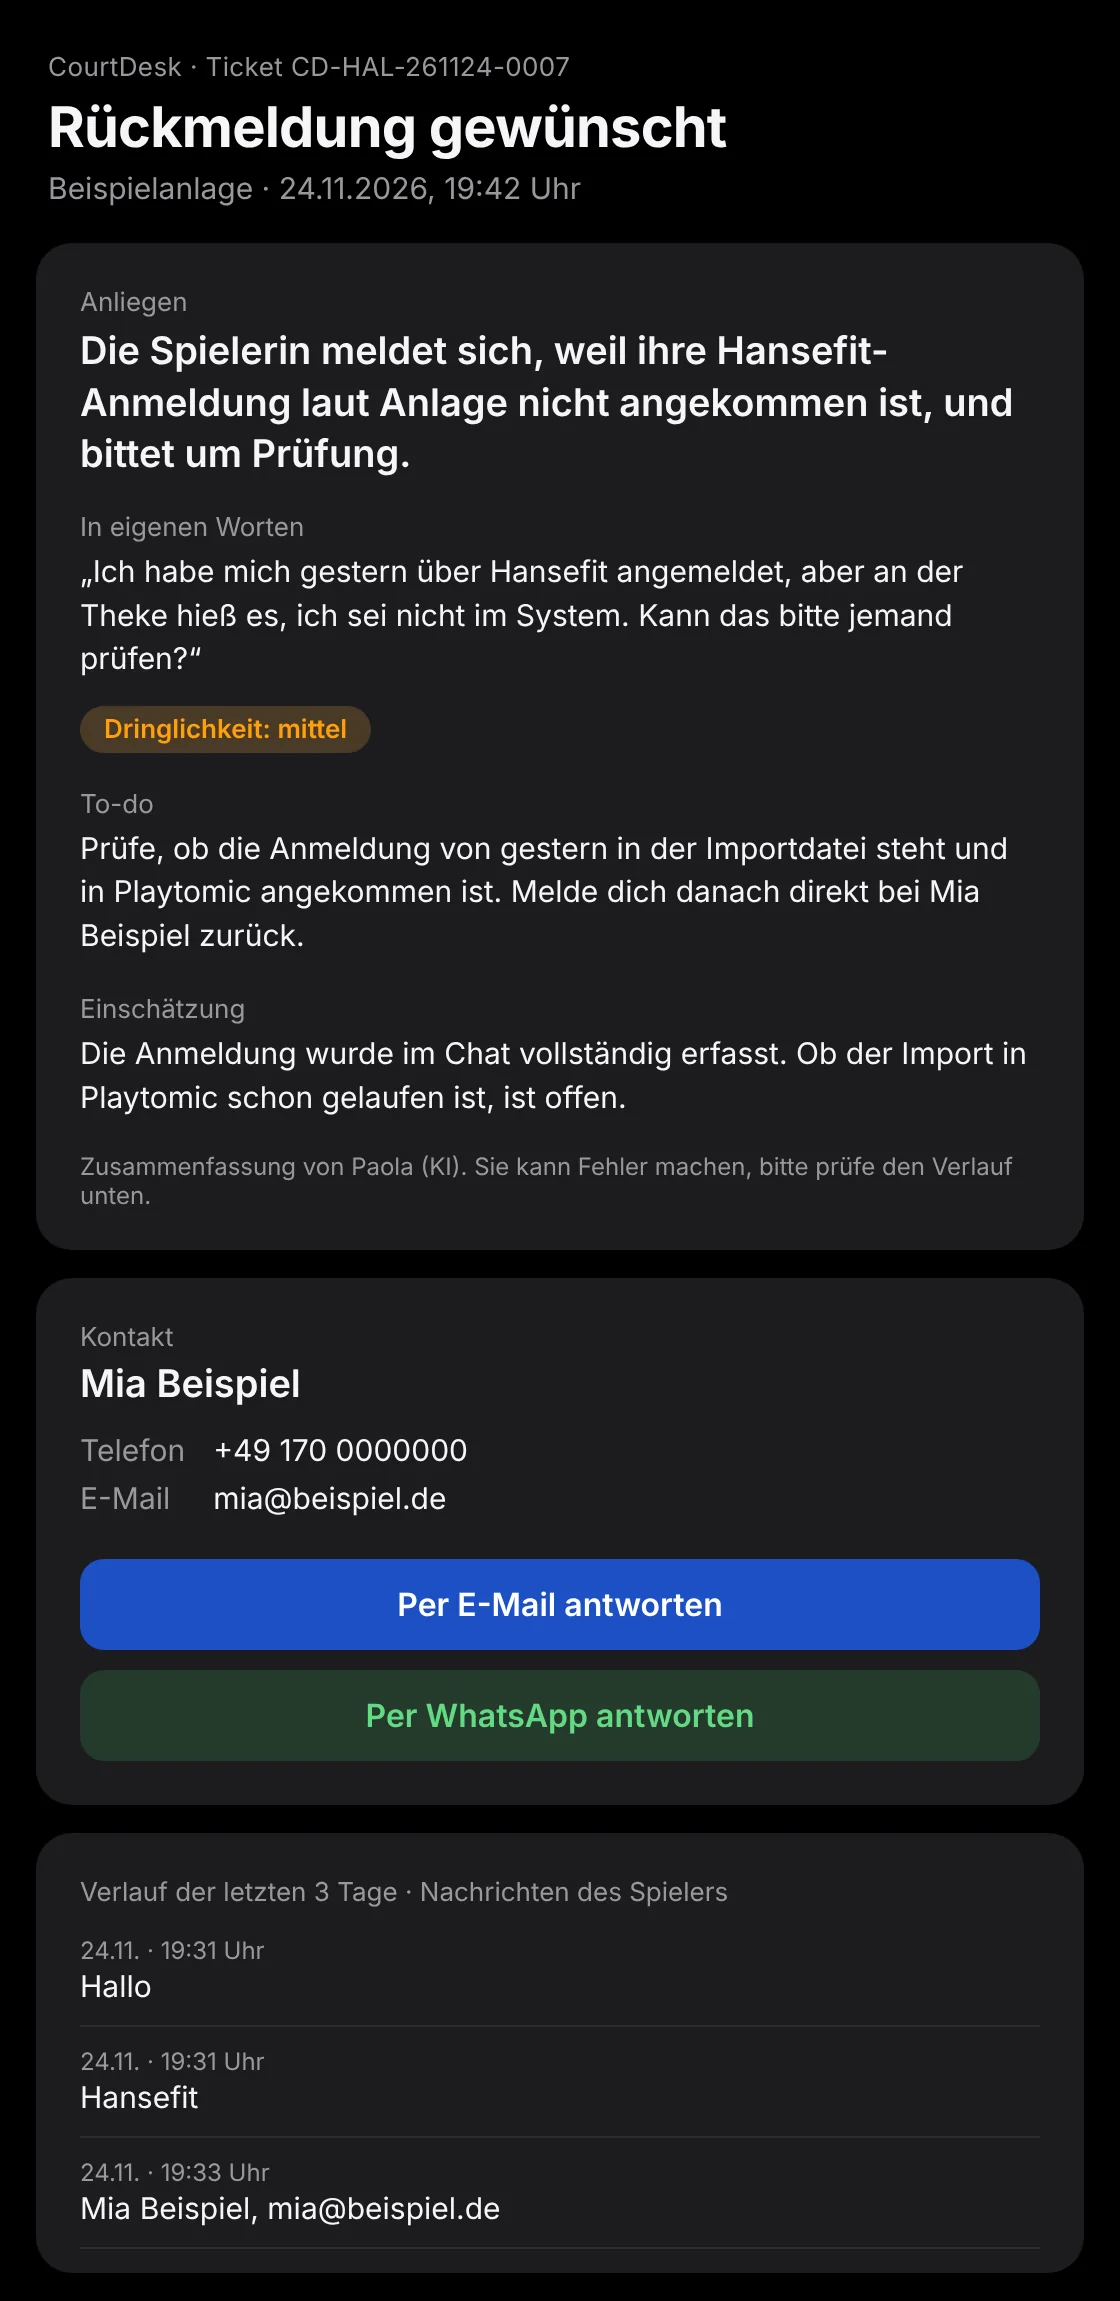 CourtDesk · Ticket CD-HAL-261124-0007
Rückmeldung gewünscht
Beispielanlage · 24.11.2026, 19:42 Uhr
Anliegen
Die Spielerin meldet sich, weil ihre Hansefit-
Anmeldung laut Anlage nicht angekommen ist, und
bittet um Prüfung.
In eigenen Worten
„Ich habe mich gestern über Hansefit angemeldet, aber an der
Theke hieß es, ich sei nicht im System. Kann das bitte jemand
prüfen?“
Dringlichkeit: mittel
To-do
Prüfe, ob die Anmeldung von gestern in der Importdatei steht und
in Playtomic angekommen ist. Melde dich danach direkt bei Mia
Beispiel zurück.
Einschätzung
Die Anmeldung wurde im Chat vollständig erfasst. Ob der Import in
Playtomic schon gelaufen ist, ist offen.
Zusammenfassung von Paola (KI). Sie kann Fehler machen, bitte prüfe den Verlauf
unten.
Kontakt
Mia Beispiel
Telefon +49 170 0000000
E-Mail mia@beispiel.de
Per E-Mail antworten
Per WhatsApp antworten
Verlauf der letzten 3 Tage · Nachrichten des Spielers
24.11. · 19:31 Uhr
Hallo
24.11. · 19:31 Uhr
Hansefit
24.11. · 19:33 Uhr
Mia Beispiel, mia@beispiel.de